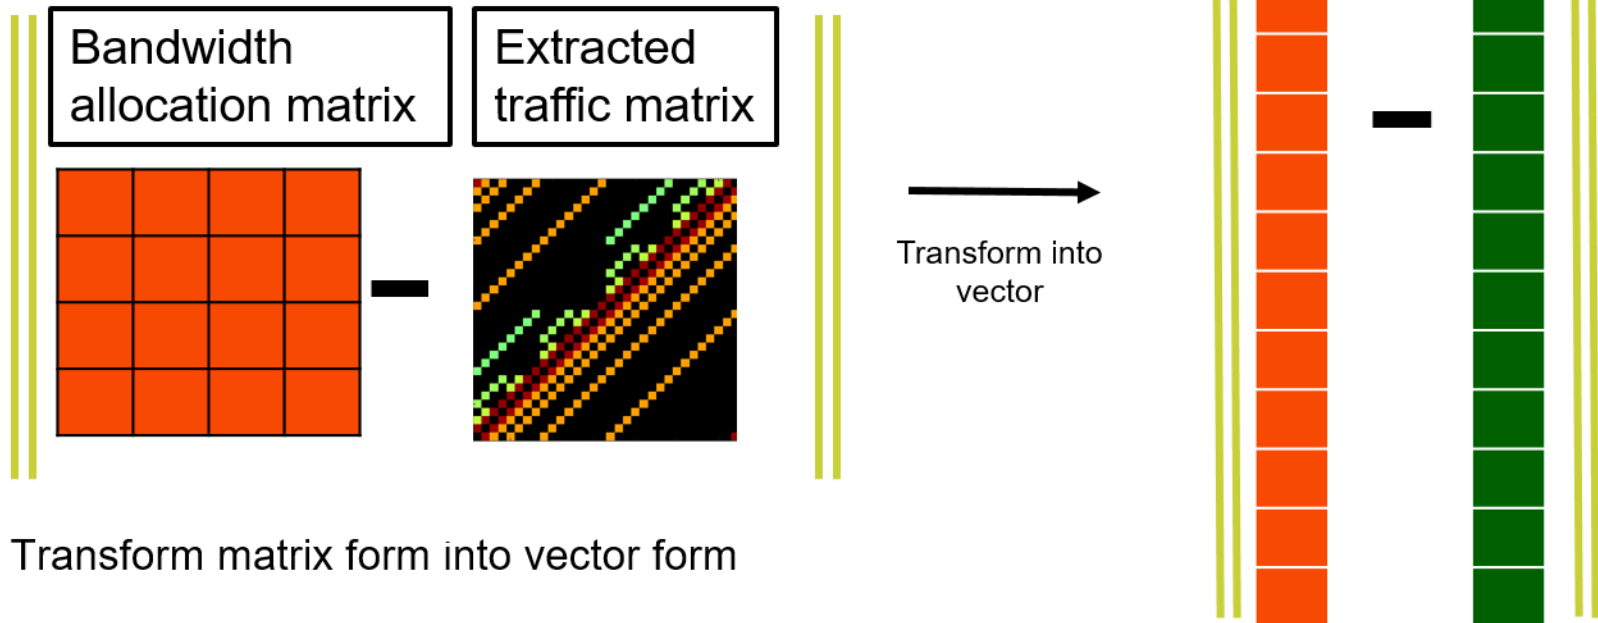 Bandwidth
allocation matrix
Extracted
traffic matrix
Transform into
vector
Transform matrix form into vector form